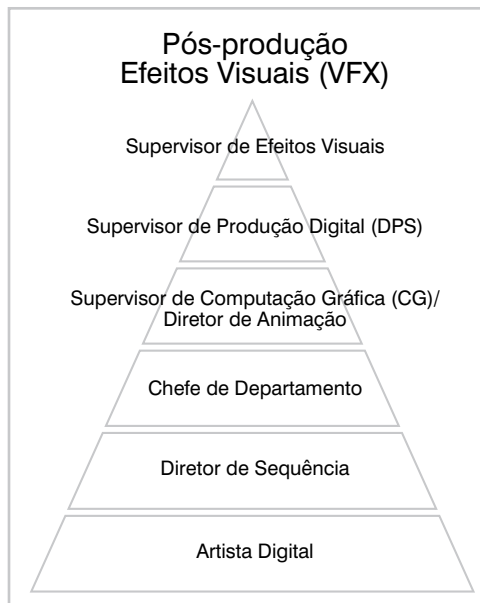 Pós-produção
Efeitos Visuais (VFX)
Supervisor de Efeitos Visuais
Supervisor de Produção Digital (DPS)
Supervisor de Computação Gráfica (CG)/
Diretor de Animação
Chefe de Departamento
Diretor de Sequência
Artista Digital